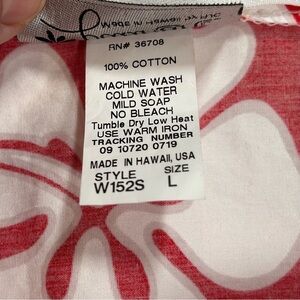 RN# 36708
100% COTTON
MACHINE WASH
COLD WATER
MILD SOAP
NO BLEACH
Tumble Dry Low Heat
USE WARM IRON
TRACKING NUMBER
09 10720 0719
MADE IN HAWAII, USA
STYLE SIZE
W152S L